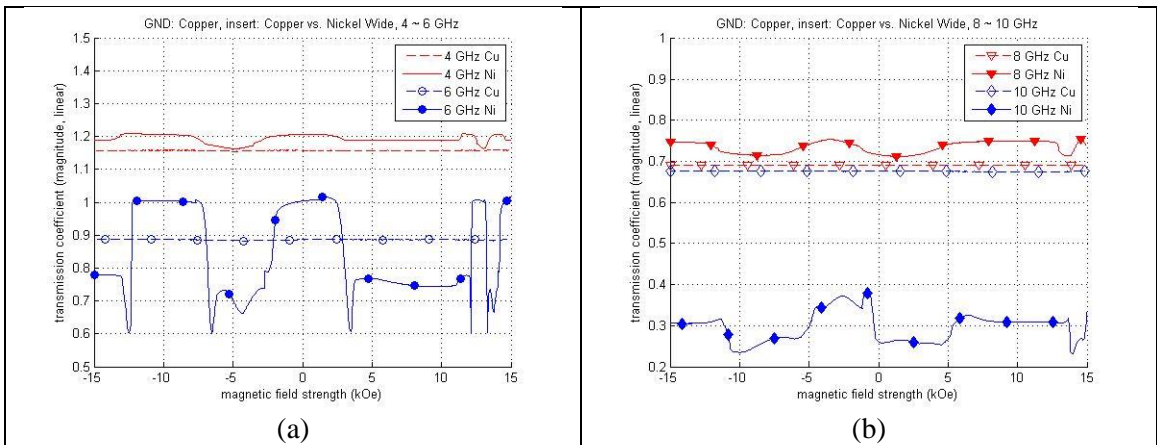 GND: Copper, insert: Copper vs. Nickel Wide, 4 ~ 6 GHz
1.5
1.4
1.3
1.2
1.1
1
0.9
0.8
0.7
0.6
0.5
transmission coefficient (magnitude, linear)
4 GHz Cu
4 GHz Ni
6 GHz Cu
6 GHz Ni
-15 -10 -5 0 5 10 15
magnetic field strength (kOe)
(a)
GND: Copper, insert: Copper vs. Nickel Wide, 8 ~ 10 GHz
1
0.9
0.8
0.7
0.6
0.5
0.4
0.3
0.2
transmission coefficient (magnitude, linear)
8 GHz Cu
8 GHz Ni
10 GHz Cu
10 GHz Ni
-15 -10 -5 0 5 10 15
magnetic field strength (kOe)
(b)